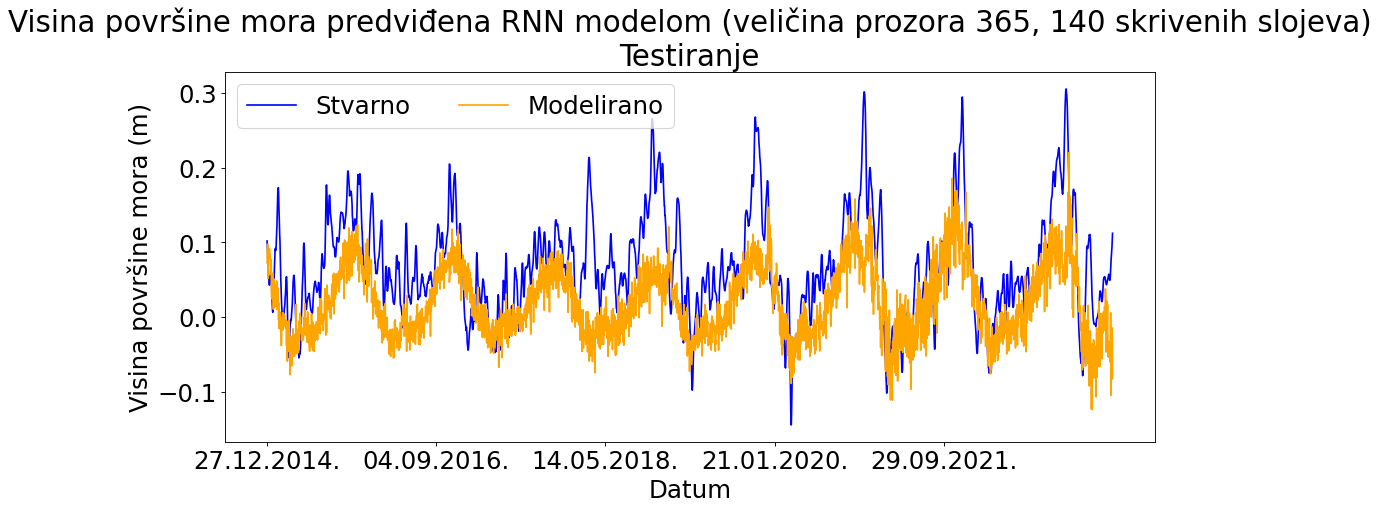 Visina površine mora predviđena RNN modelom (veličina prozora 365, 140 skrivenih slojeva)
Testiranje
Stvarno
Modelirano
Visina površine mora (m)
0.3
0.2
0.1
0.0
−0.1
27.12.2014.
04.09.2016.
14.05.2018.
21.01.2020.
29.09.2021.
Datum